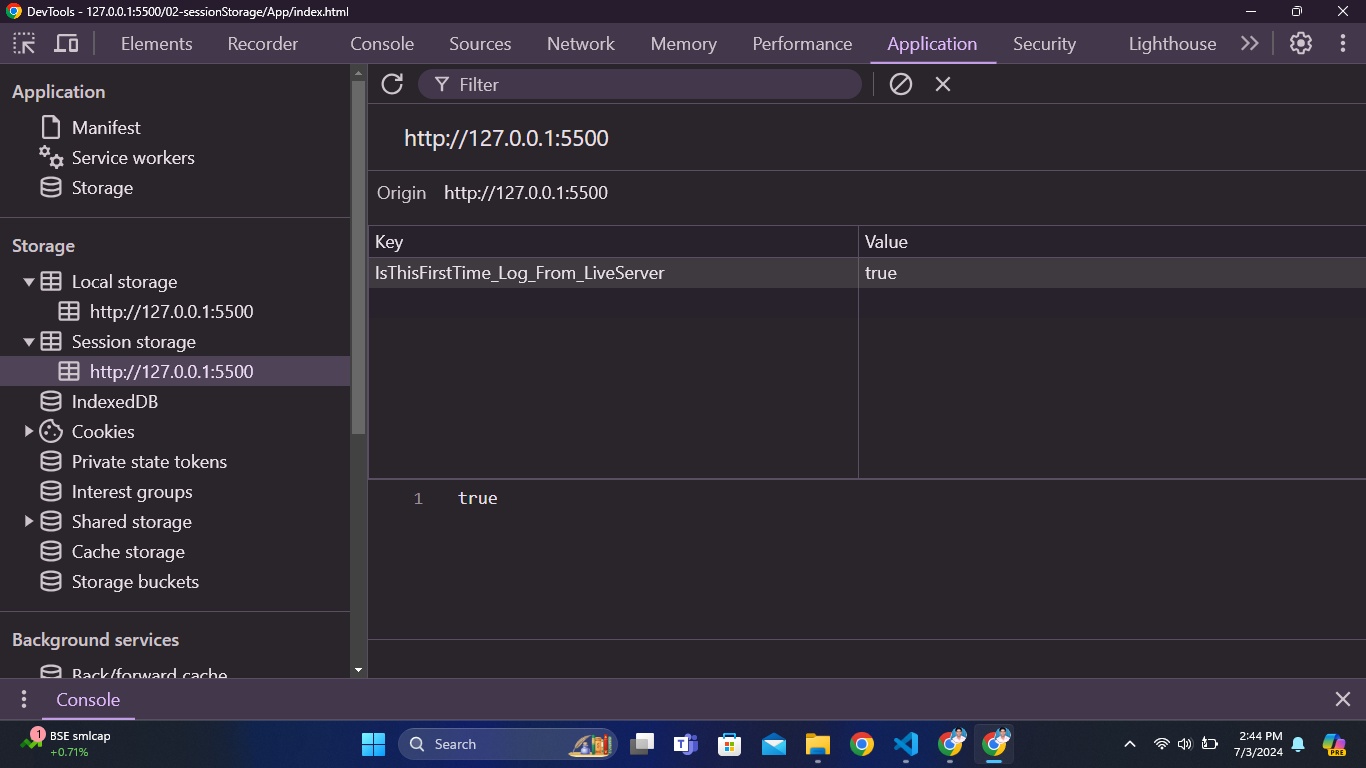 DevTools - 127.0.0.1:5500/02-sessionStorage/App/index.html
Elements Recorder Console Sources Network Memory Performance Application Security Lighthouse
Application
Manifest
Service workers
Storage
Storage
Local storage
http://127.0.0.1:5500
Session storage
http://127.0.0.1:5500
IndexedDB
Cookies
Private state tokens
Interest groups
Shared storage
Cache storage
Storage buckets
Background services
Back/forward cache
Filter
http://127.0.0.1:5500
Origin http://127.0.0.1:5500
Key Value
IsThisFirstTime_Log_From_LiveServer true
1 true
Console
1
BSE smlcap
+0.71%
Search
2:44 PM
7/3/2024
PRE